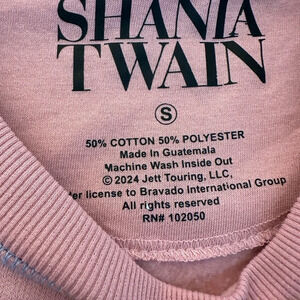 SHANIA
TWAIN
S
50% COTTON 50% POLYESTER
Made In Guatemala
Machine Wash Inside Out
© 2024 Jett Touring, LLC,
license to Bravado International Group
All rights reserved
RN# 102050